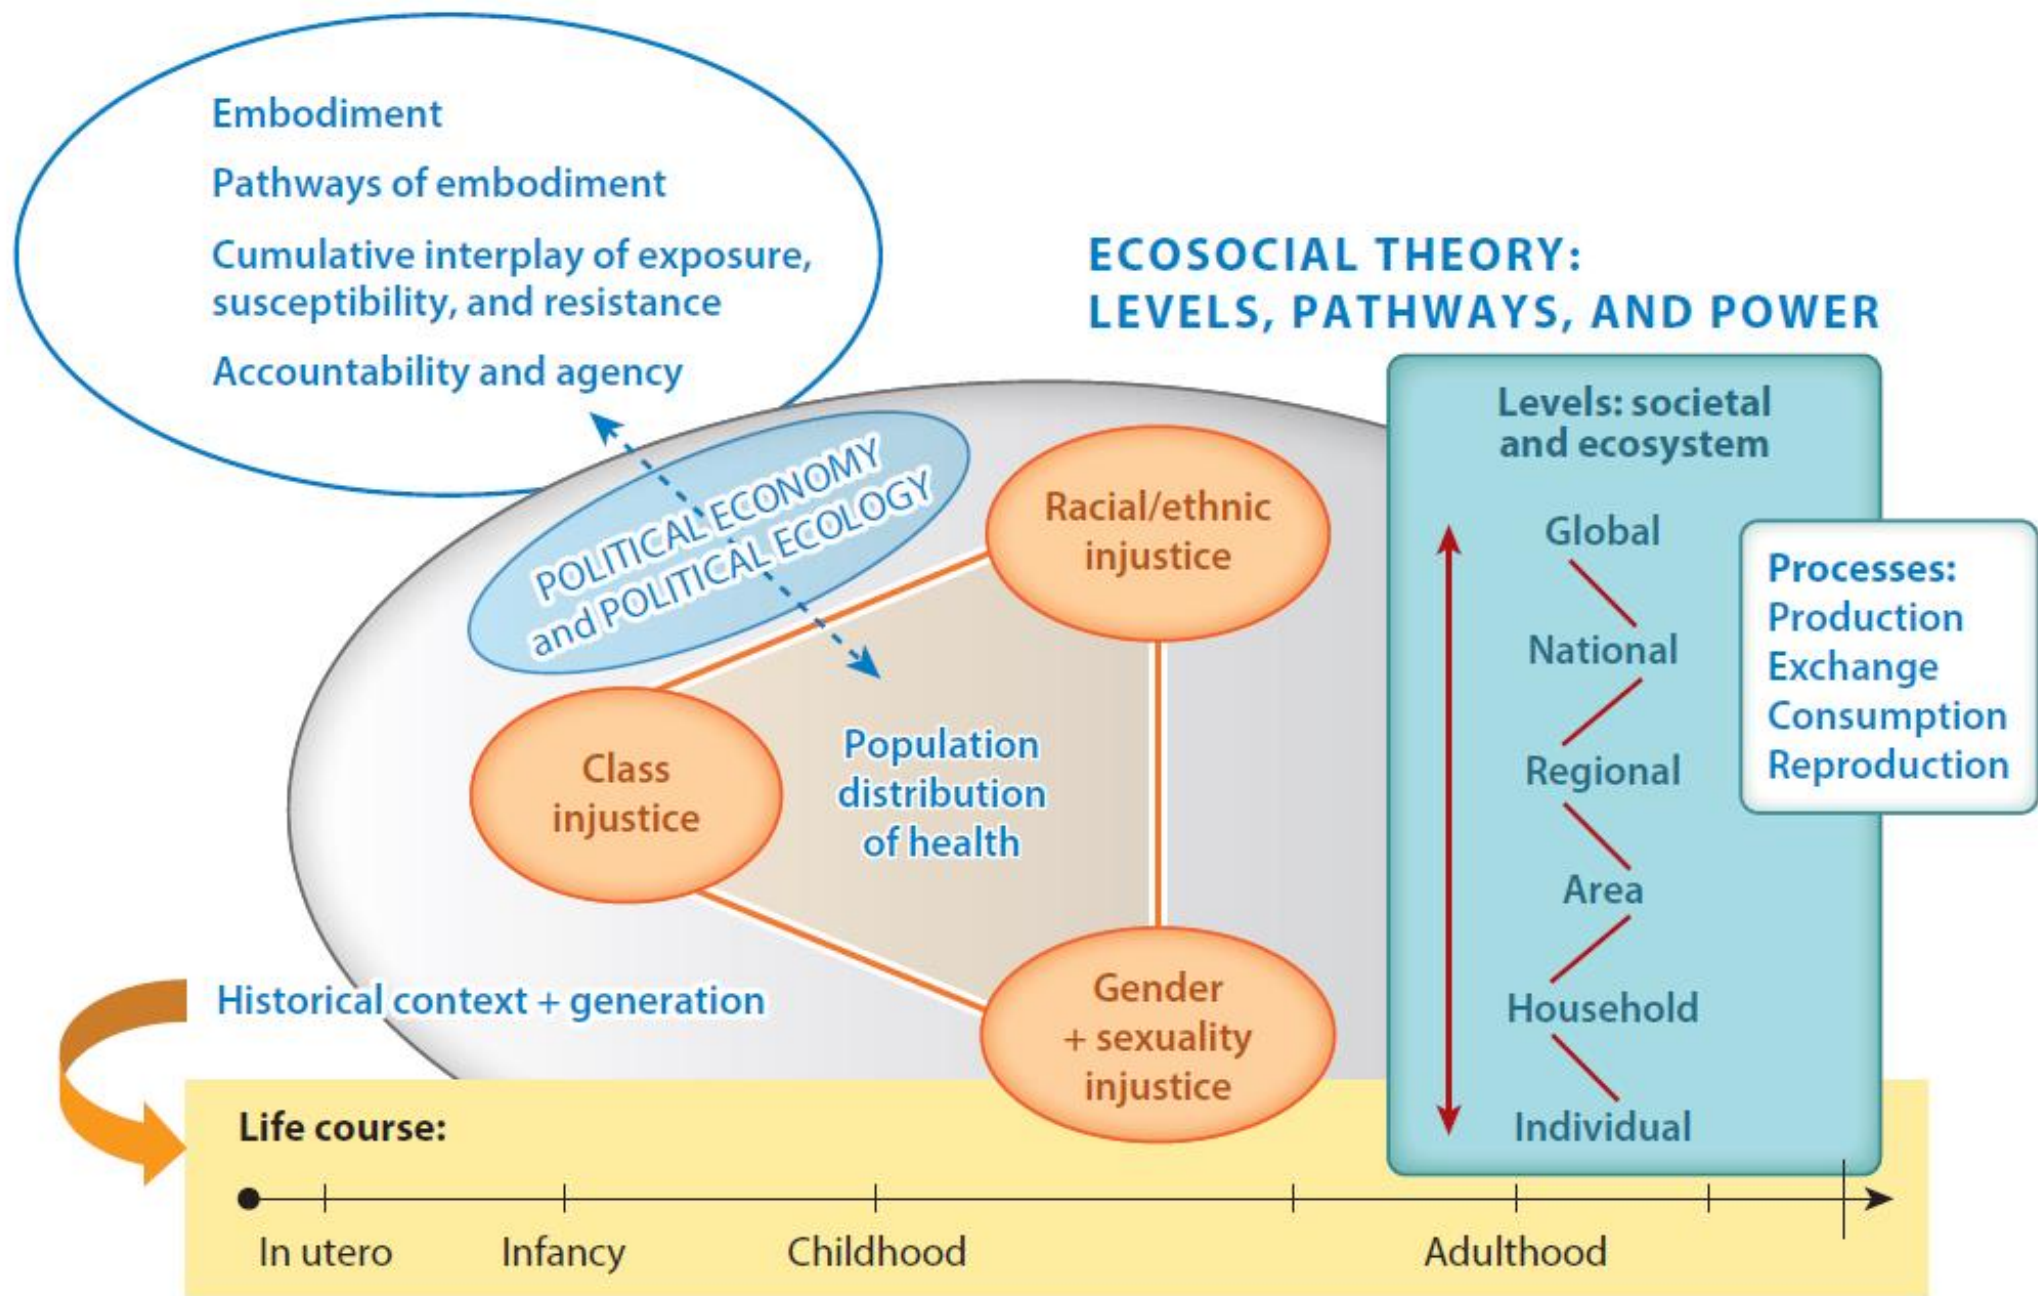 Embodiment
Pathways of embodiment
Cumulative interplay of exposure,
susceptibility, and resistance
Accountability and agency
ECOSOCIAL THEORY:
LEVELS, PATHWAYS, AND POWER
POLITICAL ECONOMY
and POLITICAL ECOLOGY
Racial/ethnic
injustice
Class
injustice
Population
distribution
of health
Gender
+ sexuality
injustice
Levels: societal
and ecosystem
Global
National
Regional
Area
Household
Individual
Processes:
Production
Exchange
Consumption
Reproduction
Historical context + generation
Life course:
In utero
Infancy
Childhood
Adulthood